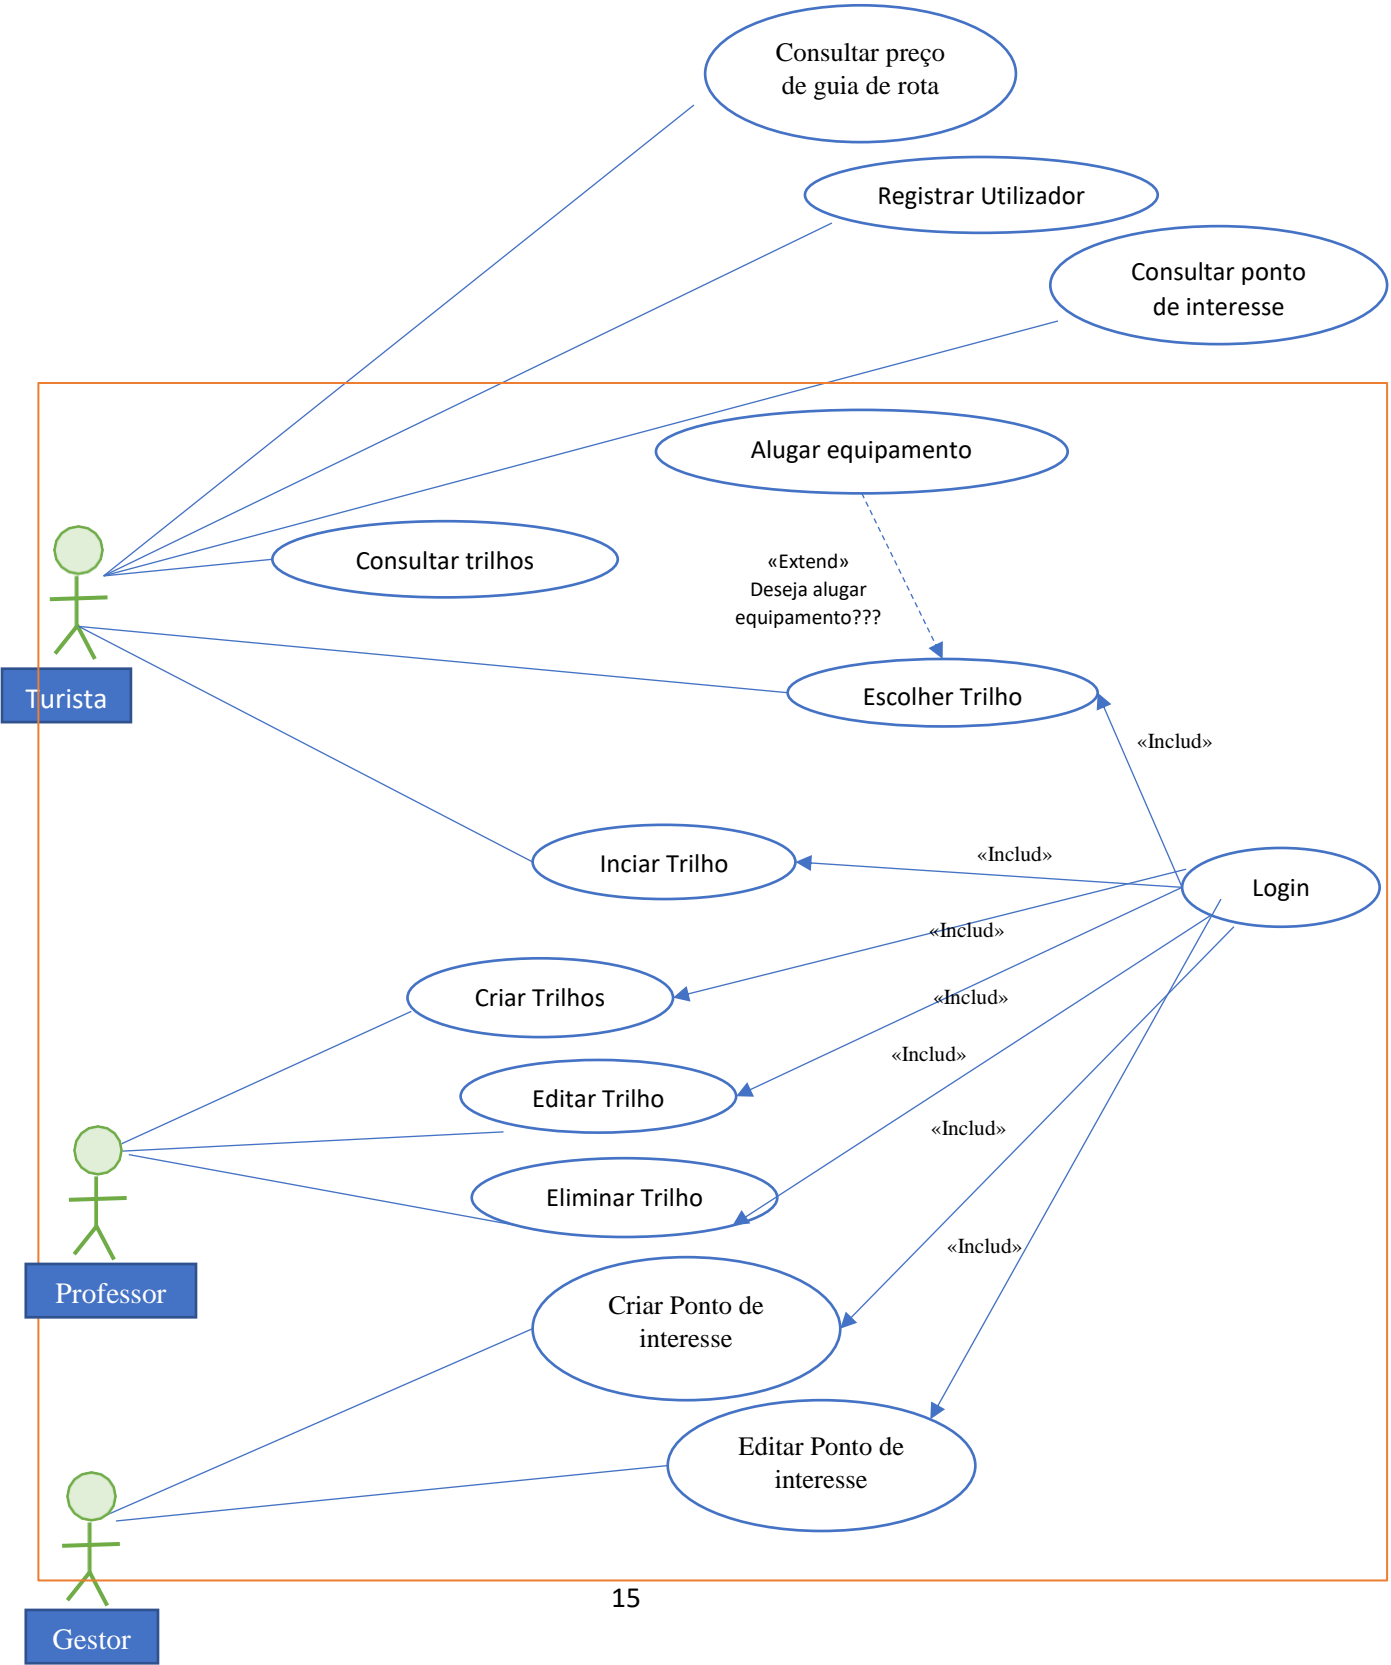 Consultar preço
de guia de rota
Registrar Utilizador
Consultar ponto
de interesse
Alugar equipamento
Consultar trilhos
«Extend»
Deseja alugar
equipamento???
Turista
Escolher Trilho
«Includ»
Inciar Trilho
«Includ»
Login
«Includ»
Criar Trilhos
«Includ»
«Includ»
Editar Trilho
«Includ»
Eliminar Trilho
«Includ»
Professor
Criar Ponto de
interesse
Editar Ponto de
interesse
15
Gestor